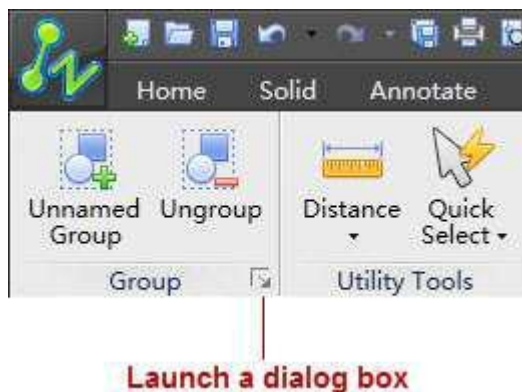 Home Solid Annotate
Unnamed Group
Ungroup
Distance
Quick Select
Group
Utility Tools
Launch a dialog box